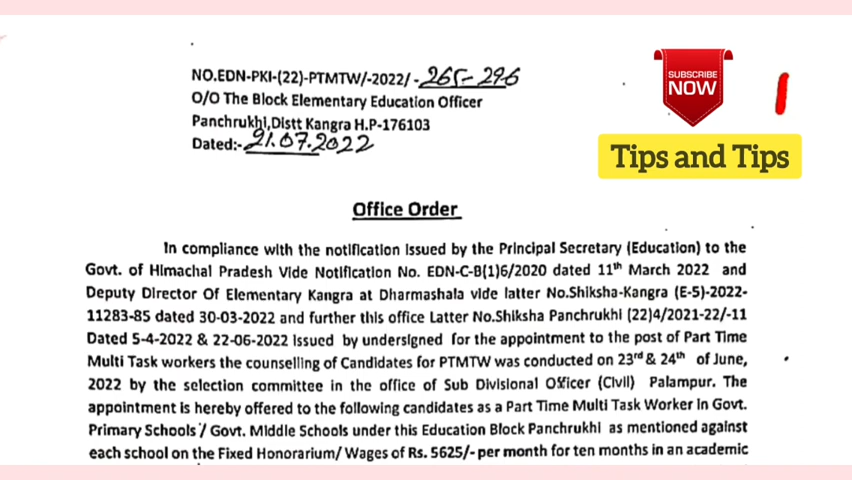 NO.EDN-PKI-(22)-PTMTW/-2022/-265-296
O/O The Block Elementary Education Officer
Panchrukhi,Distt Kangra H.P-176103
Dated:-21.07.2022
SUBSCRIBE
NOW
1
Tips and Tips
Office Order
In compliance with the notification issued by the Principal Secretary (Education) to the
Govt. of Himachal Pradesh Vide Notification No. EDN-C-B(1)6/2020 dated 11th March 2022 and
Deputy Director Of Elementary Kangra at Dharmashala vide latter No.Shiksha-Kangra (E-5)-2022-
11283-85 dated 30-03-2022 and further this office Latter No.Shiksha Panchrukhi (22)4/2021-22/-11
Dated 5-4-2022 & 22-06-2022 issued by undersigned for the appointment to the post of Part Time
Multi Task workers the counselling of Candidates for PTMTW was conducted on 23rd & 24th of June,
2022 by the selection committee in the office of Sub Divisional Officer (Civil) Palampur. The
appointment is hereby offered to the following candidates as a Part Time Multi Task Worker in Govt.
Primary Schools / Govt. Middle Schools under this Education Block Panchrukhi as mentioned against
each school on the Fixed Honorarium/ Wages of Rs. 5625/- per month for ten months in an academic